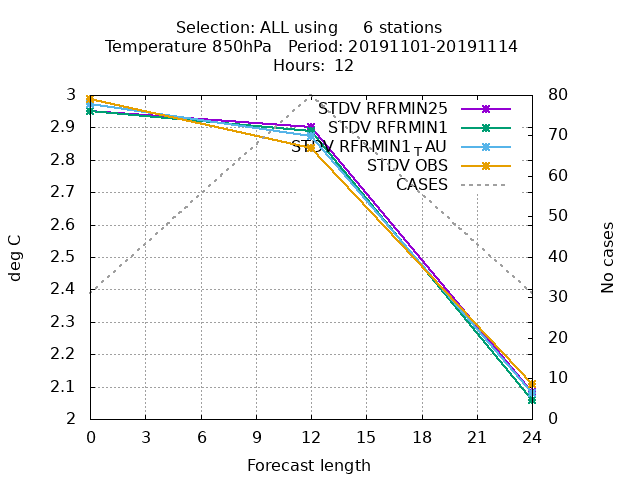 Selection: ALL using     6 stations
Temperature 850hPa   Period: 20191101-20191114
Hours:  12
3
2.9
2.8
2.7
2.6
2.5
2.4
2.3
2.2
2.1
2
deg C
STDV RFRMIN25
STDV RFRMIN1
STDV RFRMIN1_TAU
STDV OBS
CASES
80
70
60
50
40
30
20
10
0
No cases
0 3 6 9 12 15 18 21 24
Forecast length